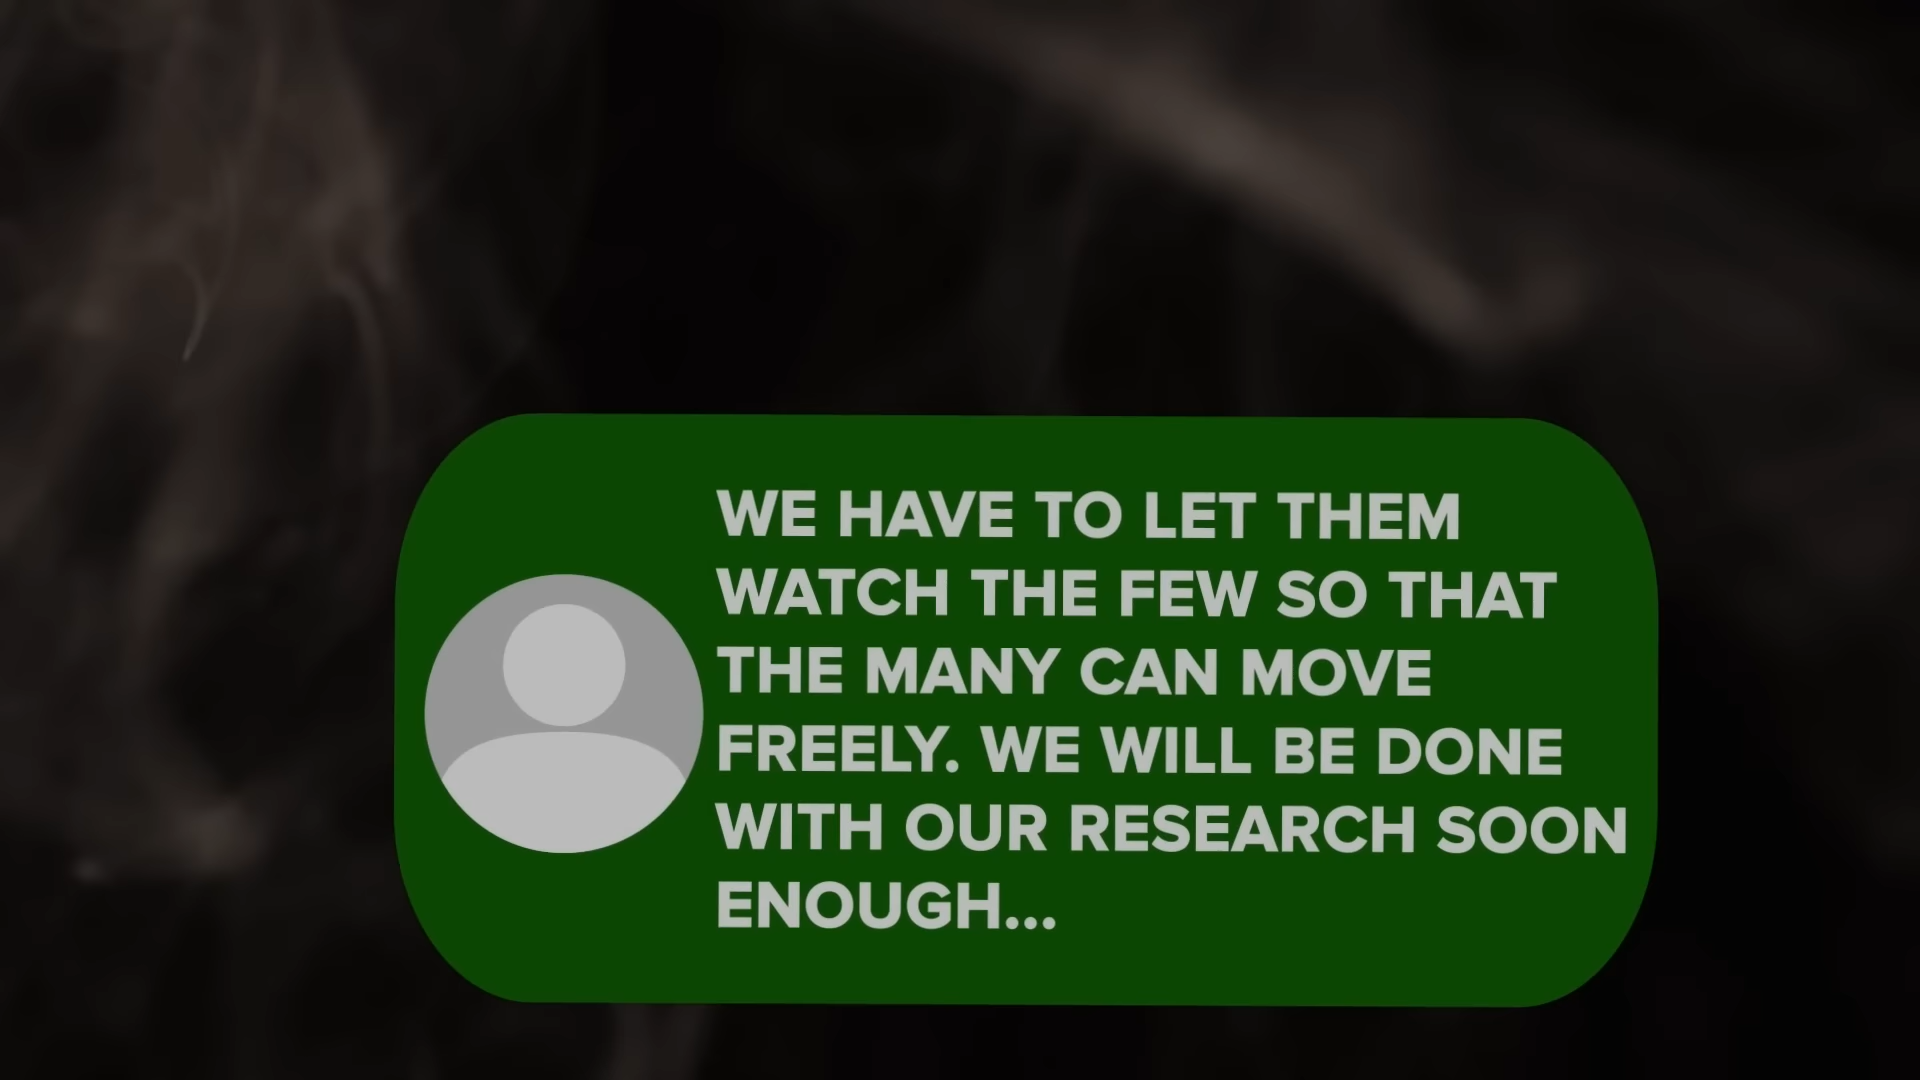 WE HAVE TO LET THEM
WATCH THE FEW SO THAT
THE MANY CAN MOVE
FREELY. WE WILL BE DONE
WITH OUR RESEARCH SOON
ENOUGH...